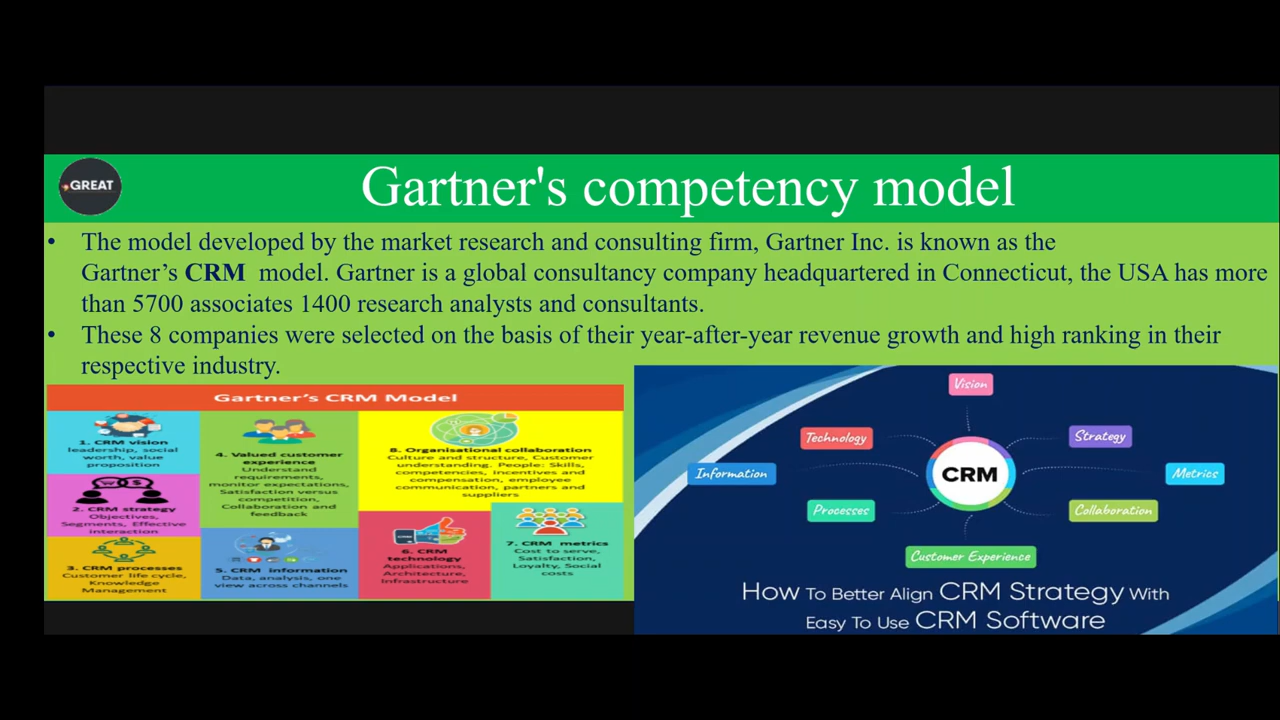 GREAT
Gartner's competency model
• The model developed by the market research and consulting firm, Gartner Inc. is known as the
Gartner's CRM model. Gartner is a global consultancy company headquartered in Connecticut, the USA has more
than 5700 associates 1400 research analysts and consultants.
• These 8 companies were selected on the basis of their year-after-year revenue growth and high ranking in their
respective industry.
Gartner's CRM Model
1. CRM vision
leadership, social
worth, value
proposition
2. CRM strategy
Objectives,
Segments, Effective
interaction
3. CRM processes
Customer life cycle,
Knowledge
Management
4. Valued customer
experience
Understand
requirements,
monitor expectations,
Satisfaction versus
competition,
Collaboration and
feedback
5. CRM information
Data, analysis, one
view across channels
8. Organisational collaboration
Culture and structure, Customer
understanding. People: Skills,
competencies, incentives and
compensation, employee
communication, partners and
suppliers
6. CRM
technology
Applications,
Architecture,
Infrastructure
7. CRM metrics
Cost to serve,
Satisfaction,
Loyalty, Social
costs
Vision
Technology
Strategy
Information
CRM
Metrics
Processes
Collaboration
Customer Experience
How To Better Align CRM Strategy With
Easy To Use CRM Software